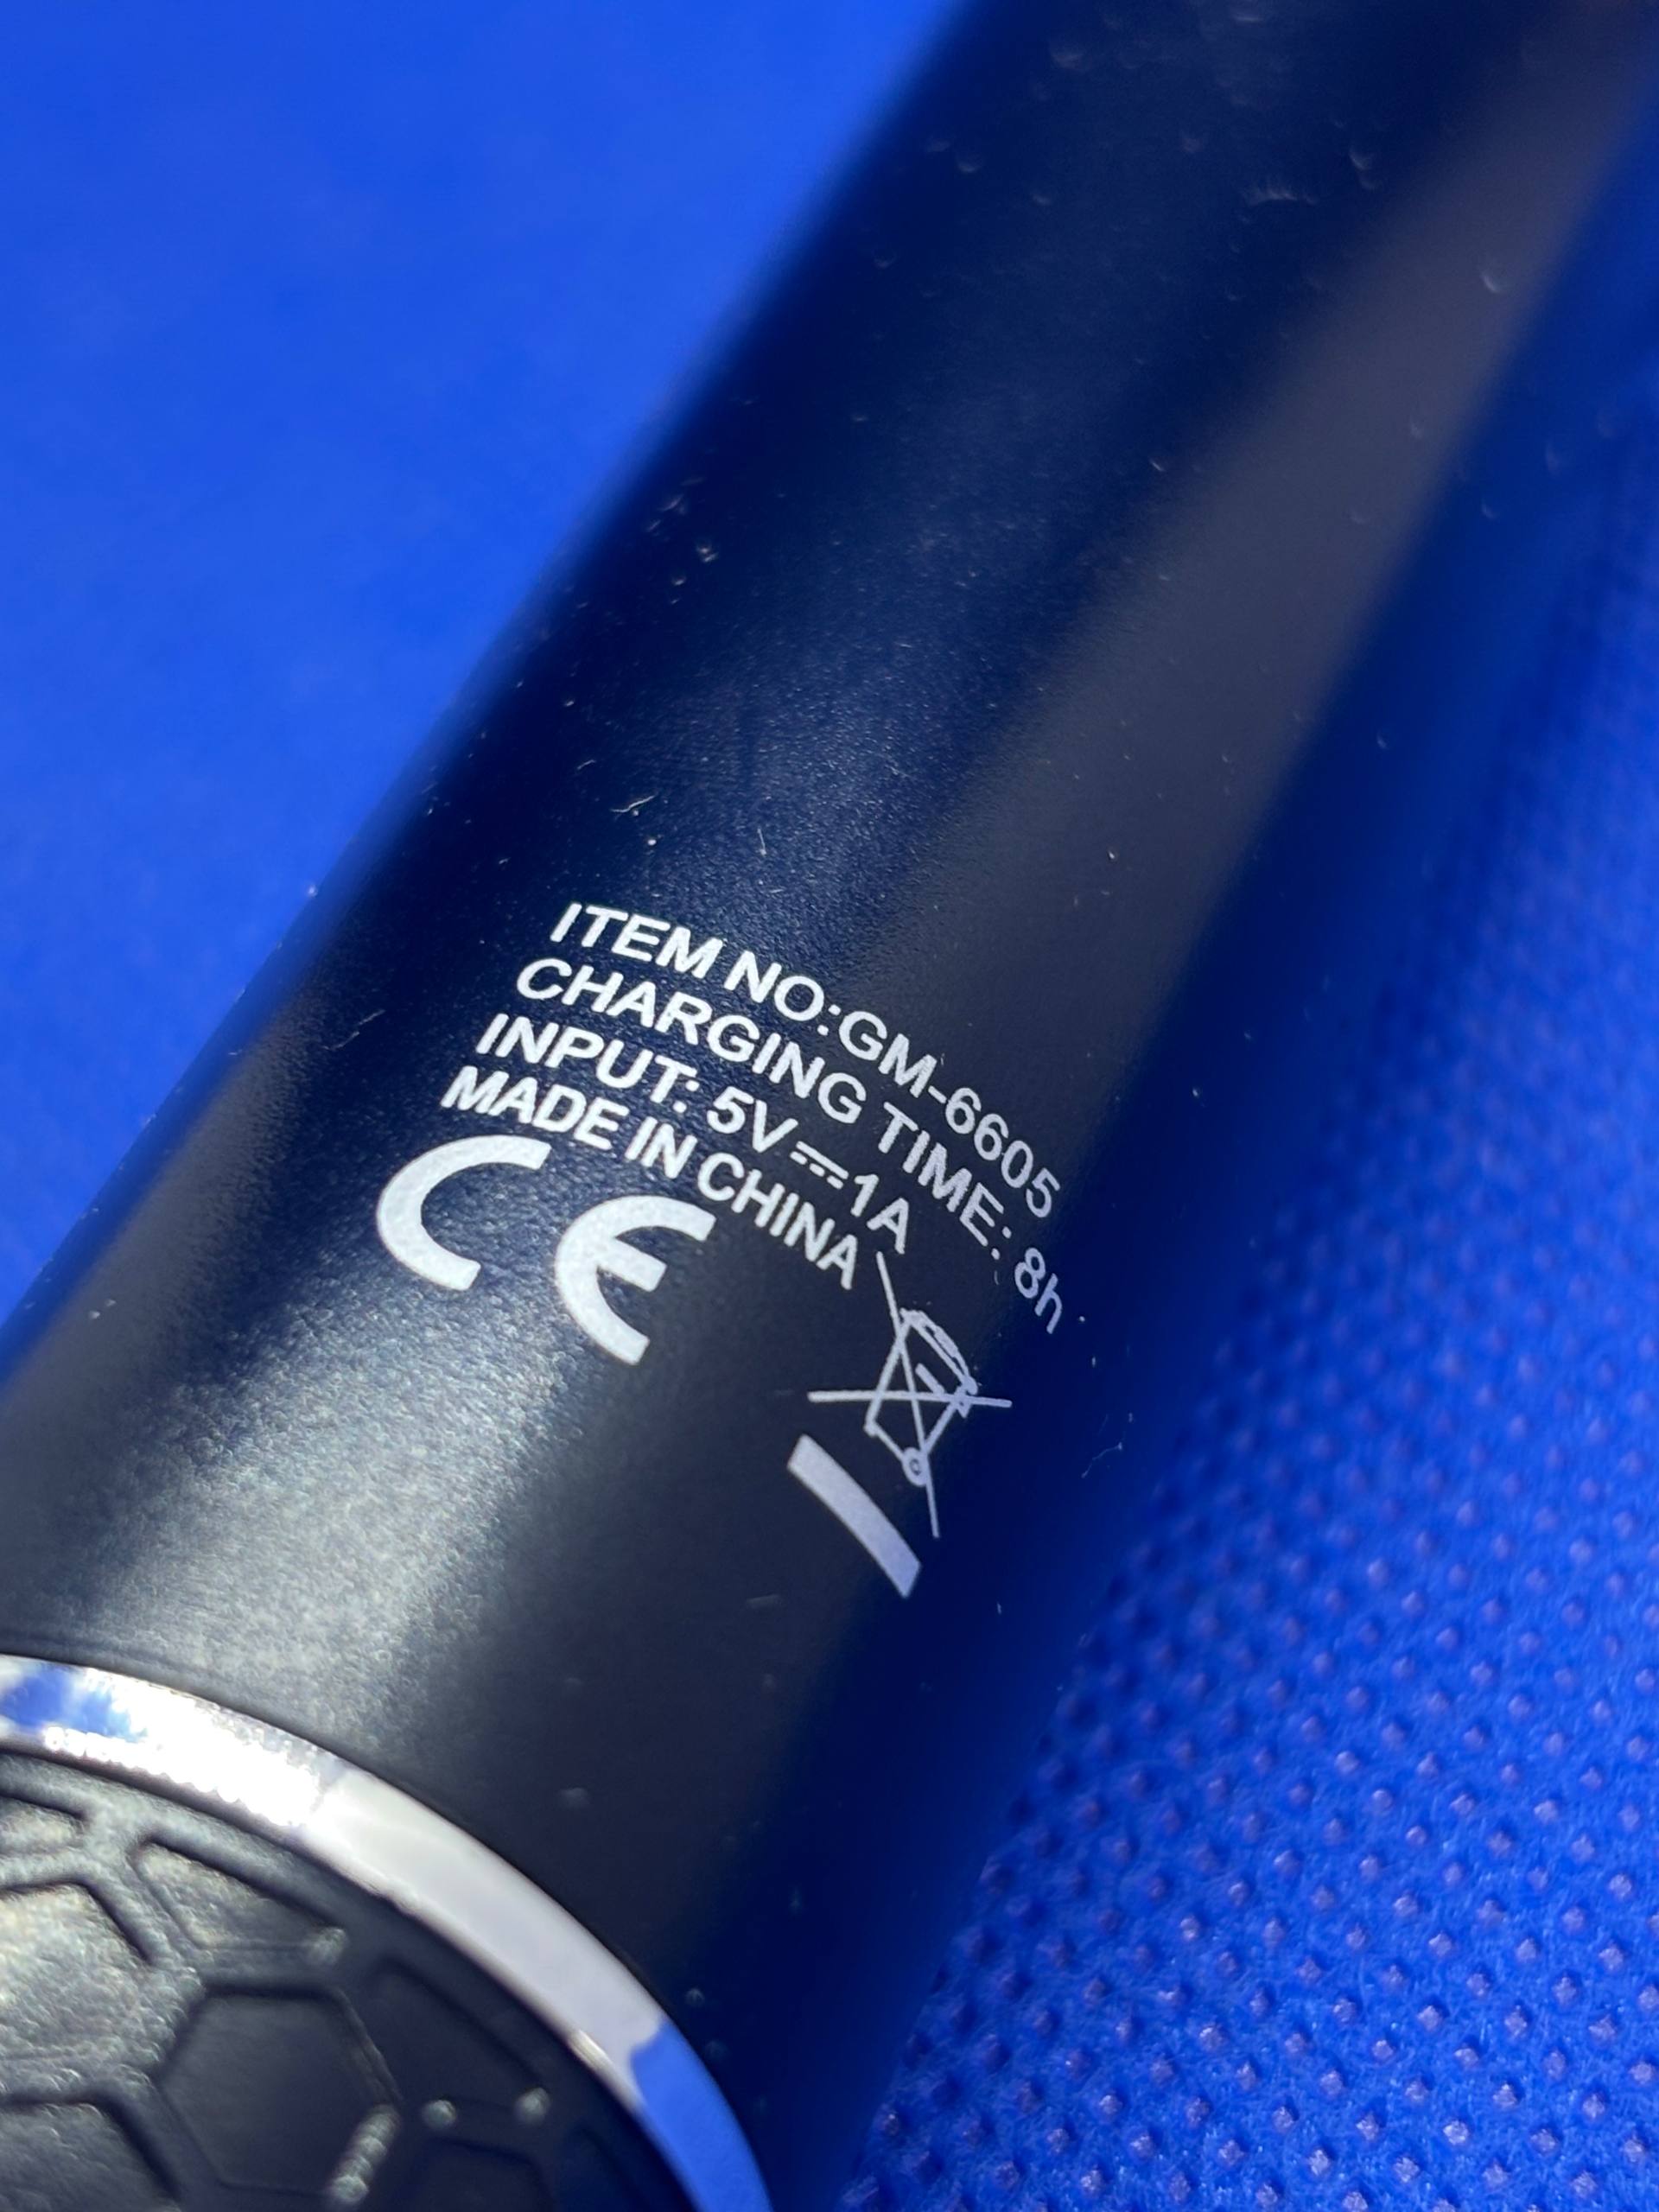 ITEM NO:GM-6605
CHARGING TIME: 8h
INPUT: 5V⎓1A
MADE IN CHINA
CE